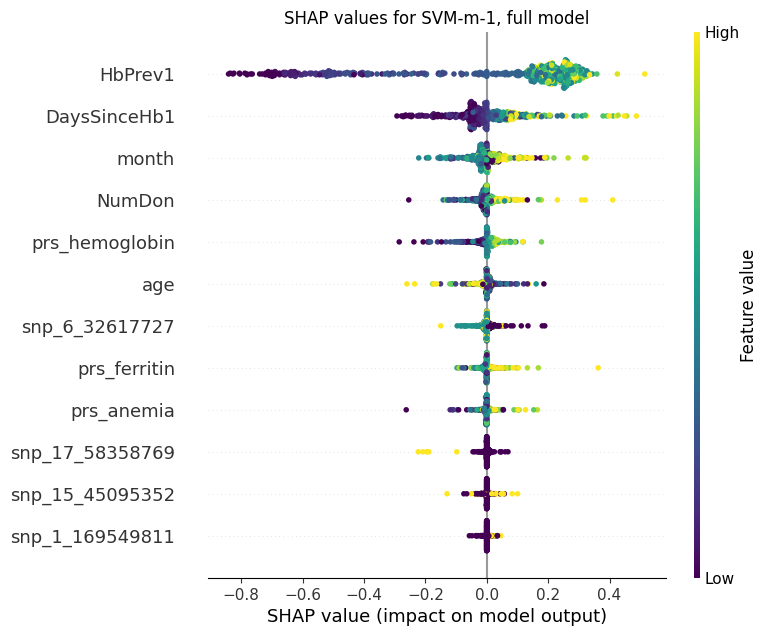 SHAP values for SVM-m-1, full model
High
HbPrev1
DaysSinceHb1
month
NumDon
prs_hemoglobin
age
snp_6_32617727
prs_ferritin
prs_anemia
snp_17_58358769
snp_15_45095352
snp_1_169549811
Feature value
Low
−0.8 −0.6 −0.4 −0.2 0.0 0.2 0.4
SHAP value (impact on model output)